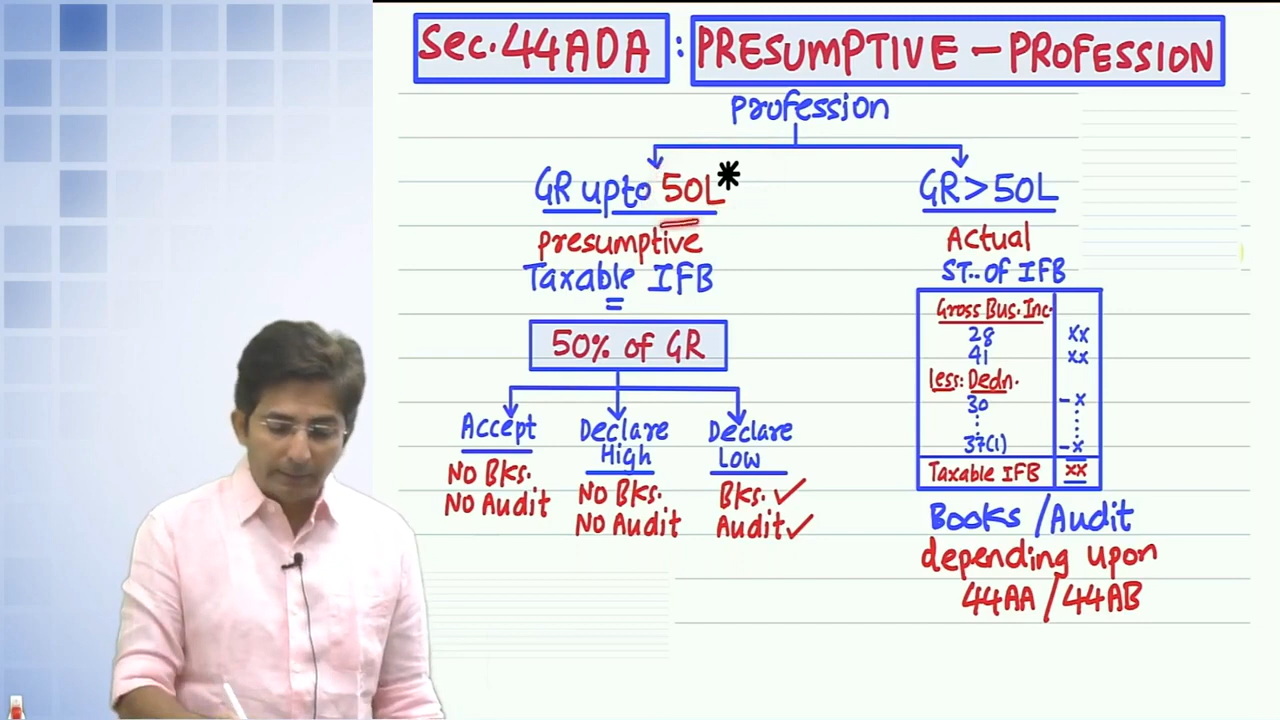 Sec.44ADA : PRESUMPTIVE – PROFESSION
Profession
GR upto 50L*
presumptive
Taxable IFB
=
50% of GR
Accept
No Bks.
No Audit
Declare
High
No Bks.
No Audit
Declare
Low
Bks. ✓
Audit ✓
GR > 50L
Actual
ST.. OF IFB
Gross Bus. Inc.
28 xx
41 xx
less: Dedn.
30 - x
⋮ ⋮
37(1) - x
Taxable IFB xx
Books / Audit
depending upon
44AA / 44AB